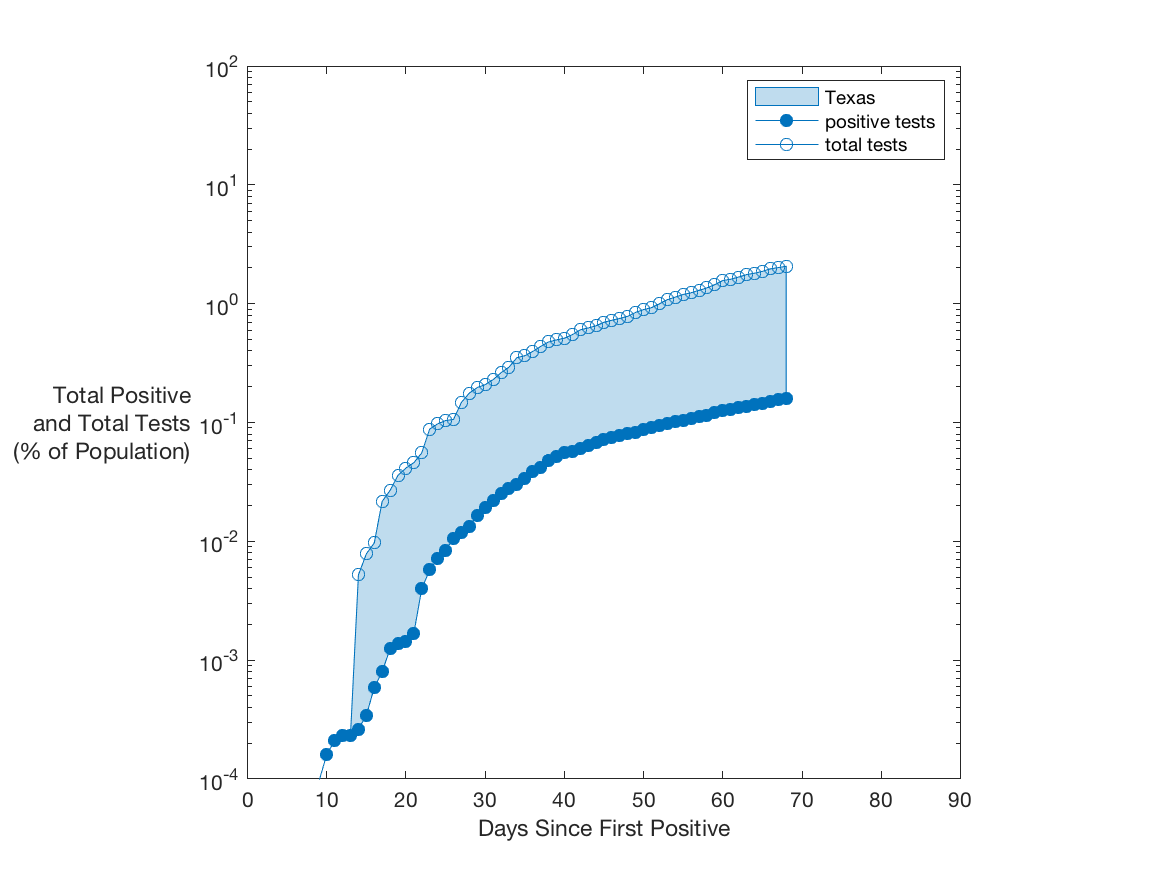 10^2
10^1
10^0
10^-1
10^-2
10^-3
10^-4
Total Positive
and Total Tests
(% of Population)
Texas
positive tests
total tests
0 10 20 30 40 50 60 70 80 90
Days Since First Positive